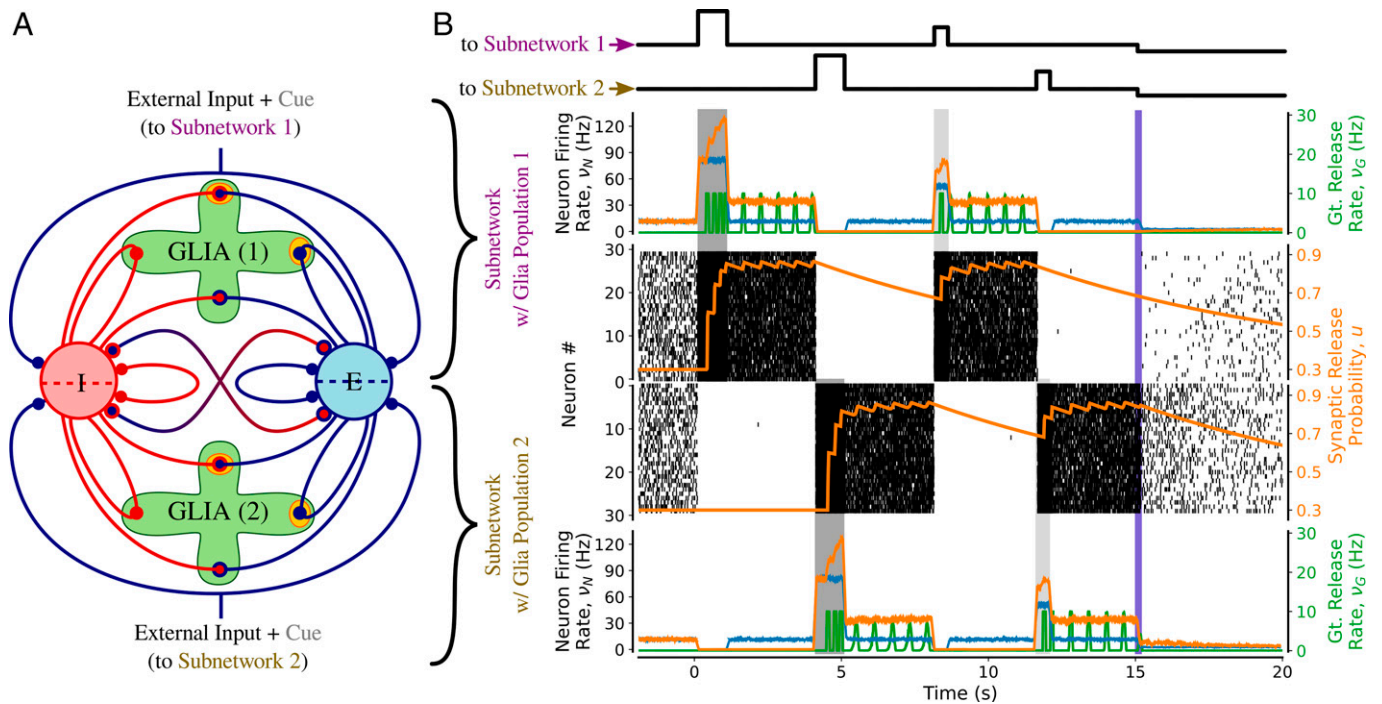 A
External Input + Cue
(to Subnetwork 1)
GLIA (1)
I
E
GLIA (2)
External Input + Cue
(to Subnetwork 2)
Subnetwork
w/ Glia Population 1
Subnetwork
w/ Glia Population 2
B
to Subnetwork 1
to Subnetwork 2
Neuron Firing
Rate, νN (Hz)
120
90
60
30
0
30
20
10
0
Gt. Release
Rate, νG (Hz)
Neuron #
30
20
10
0
10
20
30
0.9
0.7
0.5
0.3
0.9
0.7
0.5
0.3
Synaptic Release
Probability, u
Neuron Firing
Rate, νN (Hz)
120
90
60
30
0
30
20
10
0
Gt. Release
Rate, νG (Hz)
0
5
10
15
20
Time (s)